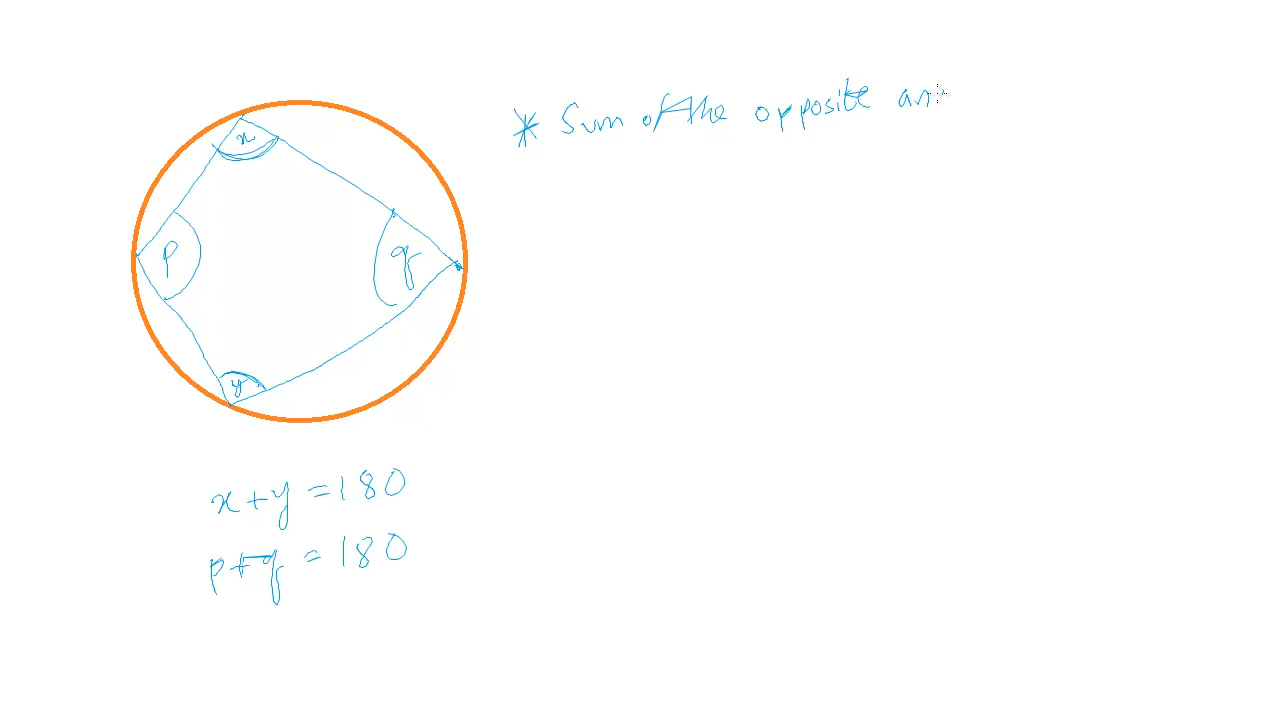 * Sum of the opposite an
x
p
q
y
x+y = 180
p+q = 180